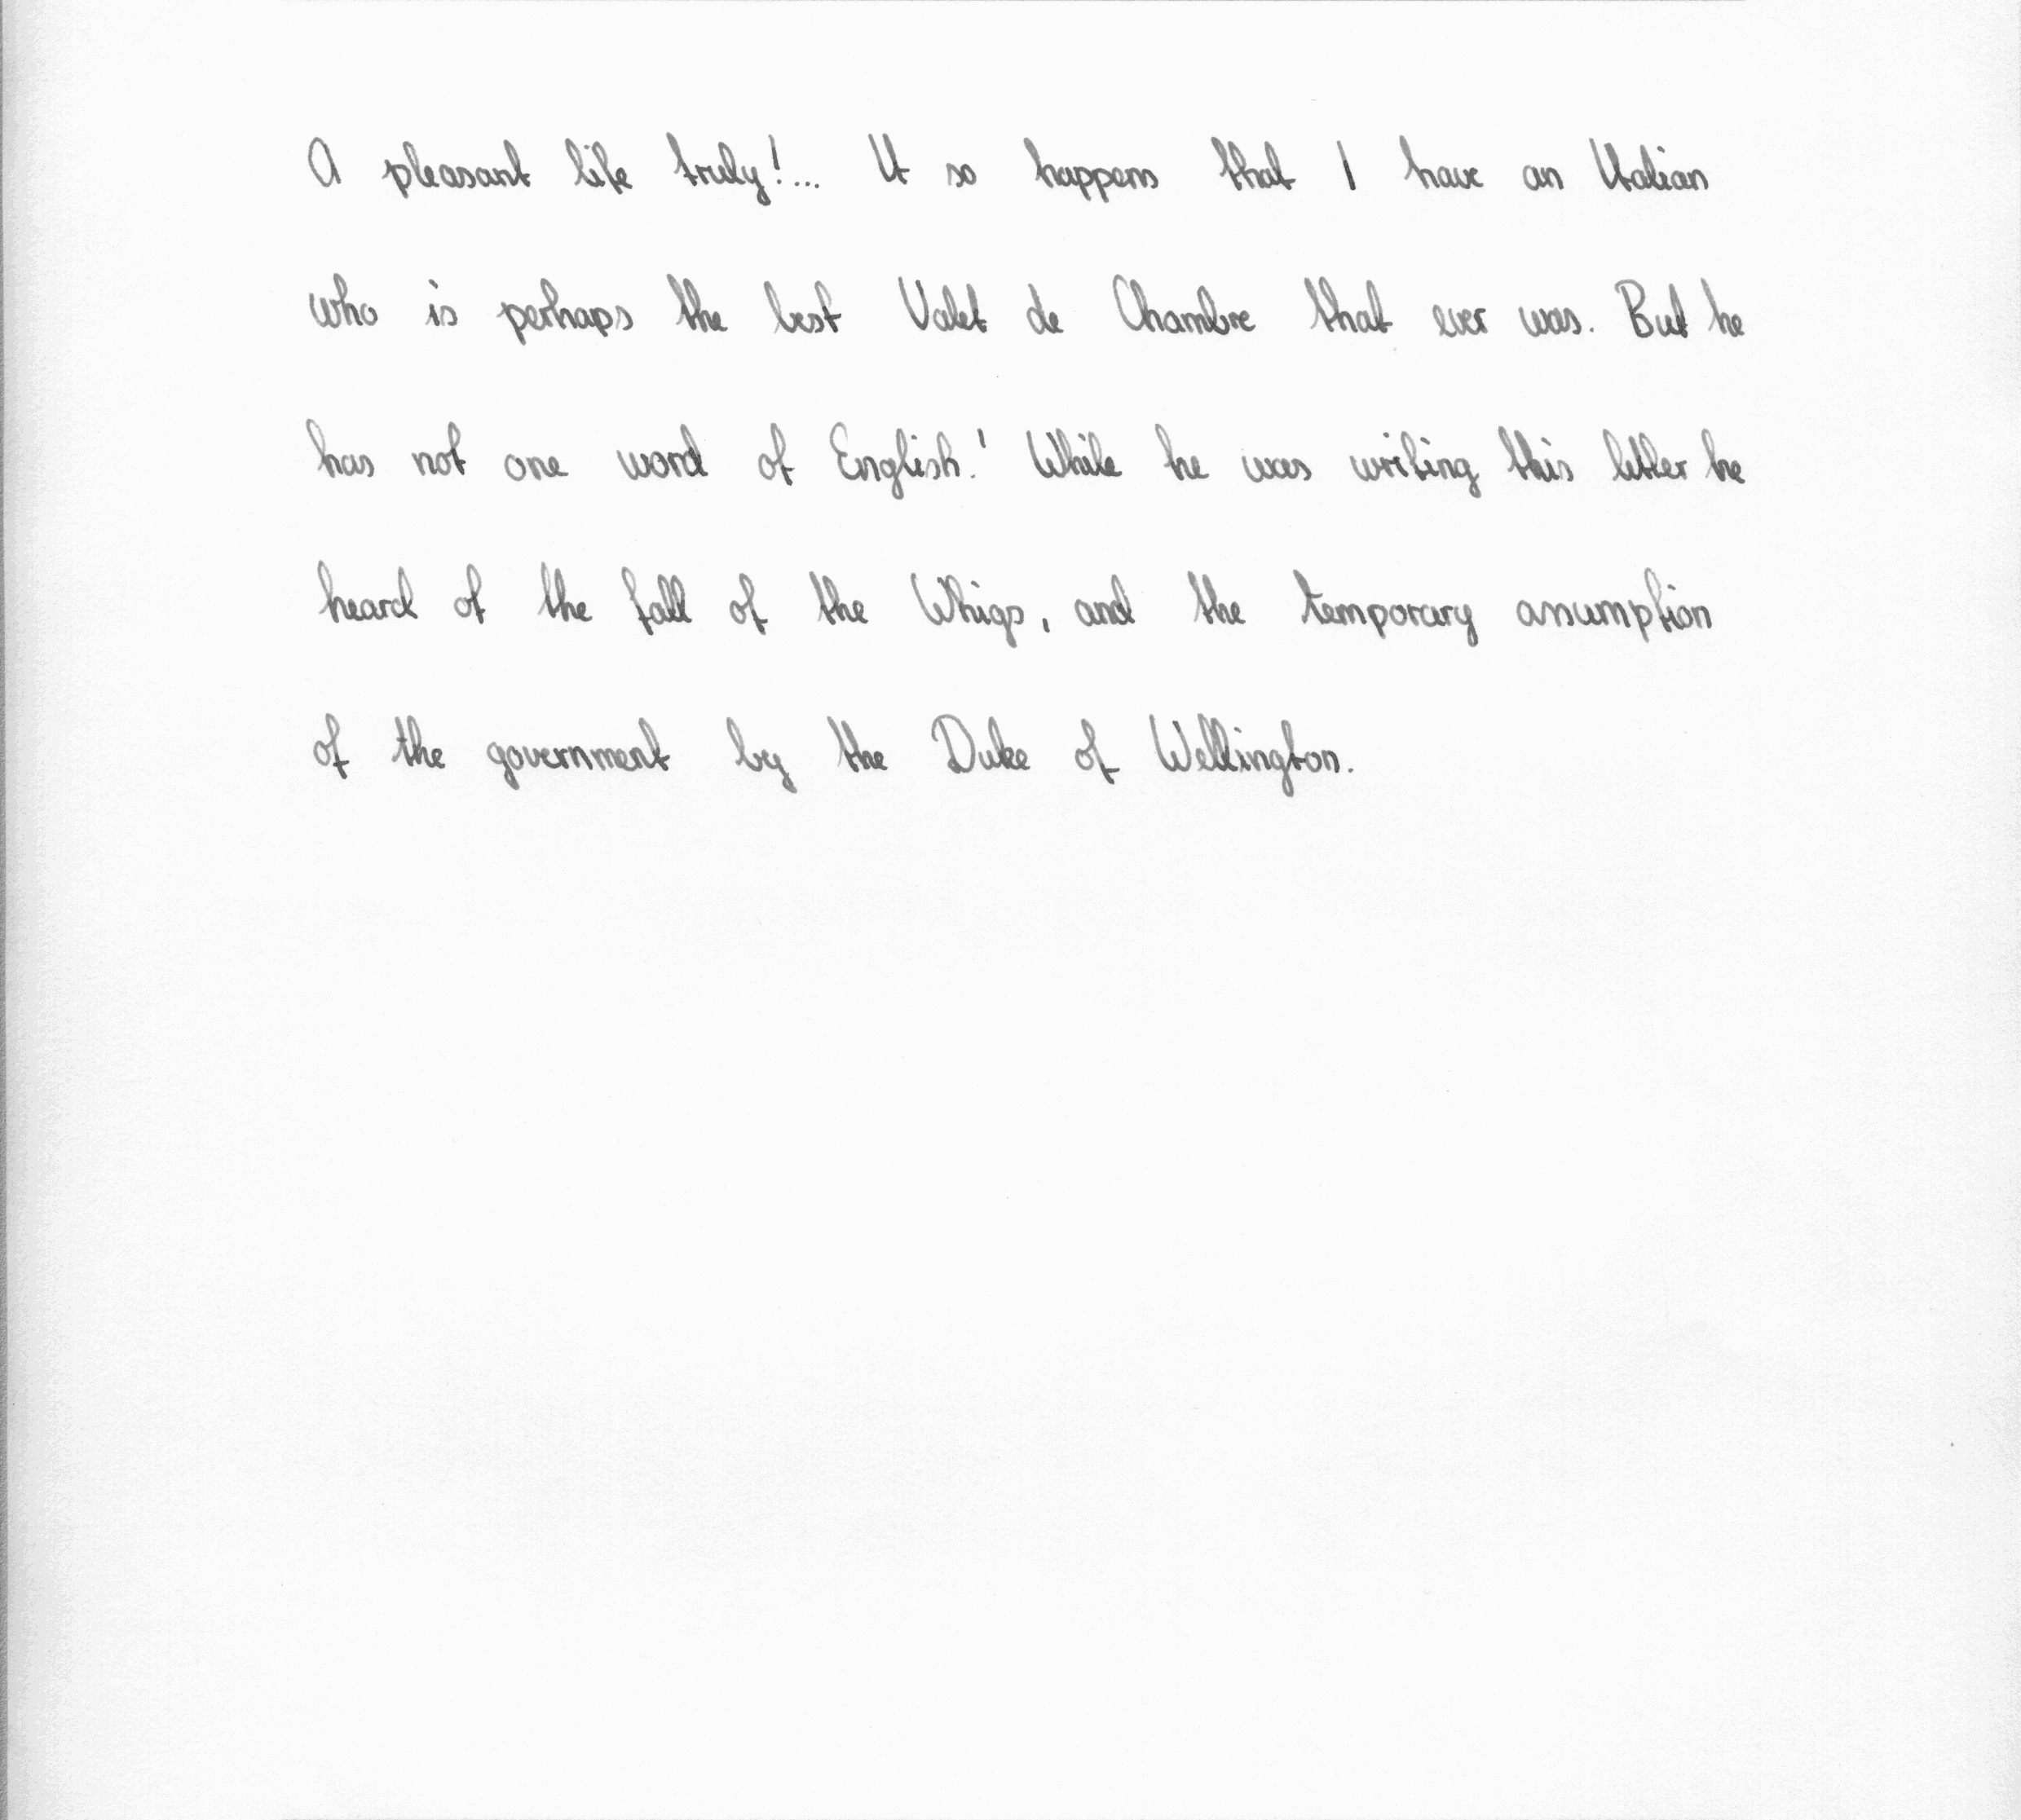 A pleasant life truly!... It so happens that I have an Italian
who is perhaps the best Valet de Chambre that ever was. But he
has not one word of English.' While he was writing this letter he
heard of the fall of the Whigs, and the temporary assumption
of the government by the Duke of Wellington.